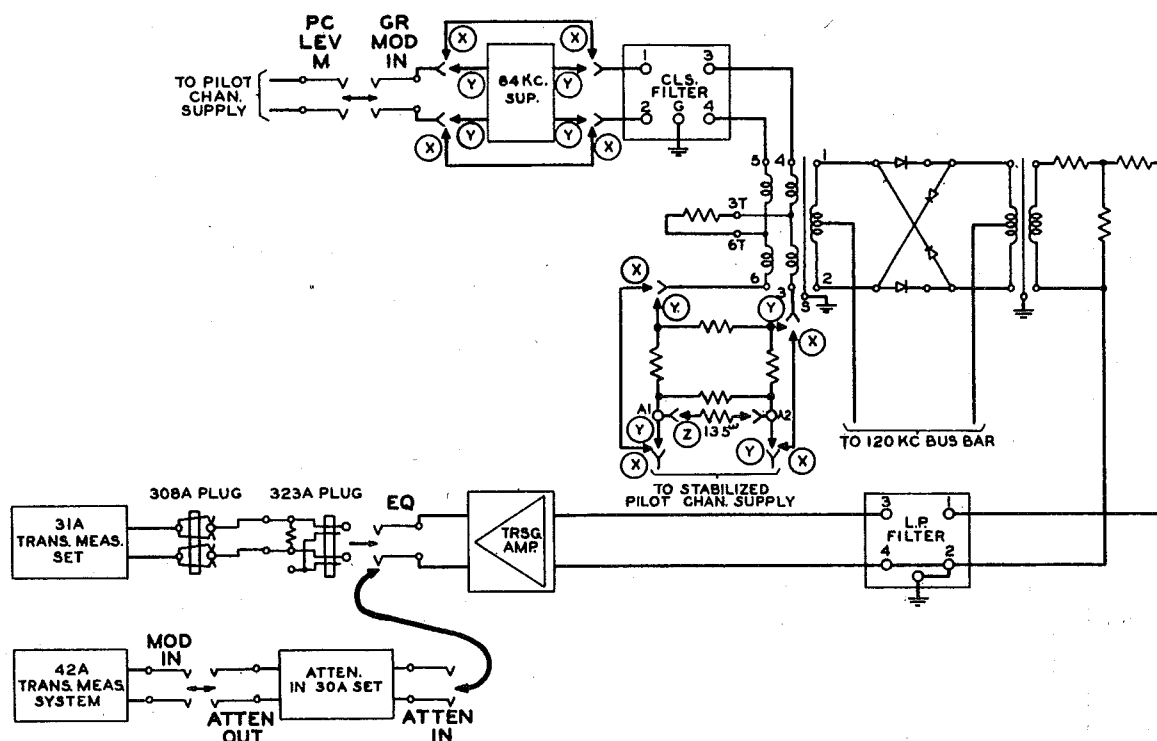 PC
LEV
M
GR
MOD
IN
TO PILOT
CHAN.
SUPPLY
X
X
Y
Y
Y
Y
X
X
84 KC.
SUP.
1
3
CLS.
FILTER
2
G
4
5
4
1
3T
6T
6
3
S
2
X
Y.
Y
X
A1
A2
135ω
Z
Y
X
Y
X
TO STABILIZED
PILOT CHAN. SUPPLY
TO 120 KC BUS BAR
308A PLUG
323A PLUG
EQ
31A
TRANS. MEAS.
SET
TRSG.
AMP.
3
1
L.P.
FILTER
4
2
MOD
IN
42A
TRANS. MEAS.
SYSTEM
ATTEN
OUT
ATTEN.
IN 30A SET
ATTEN
IN